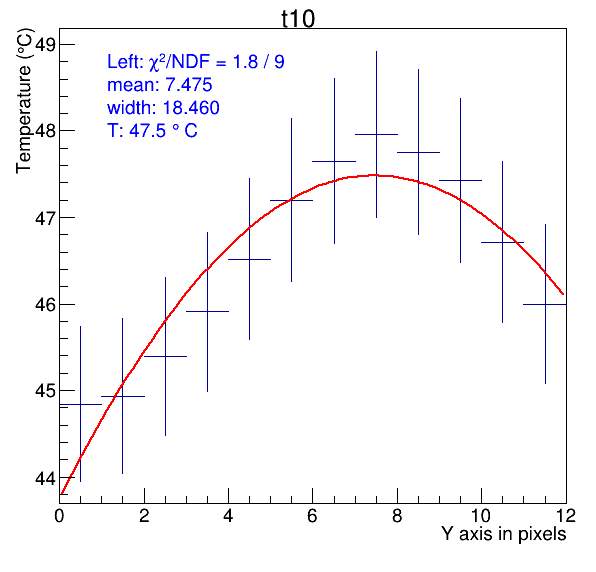 t10
Temperature (°C)
Left: χ²/NDF = 1.8 / 9
mean: 7.475
width: 18.460
T: 47.5 ° C
49
48
47
46
45
44
0 2 4 6 8 10 12
Y axis in pixels